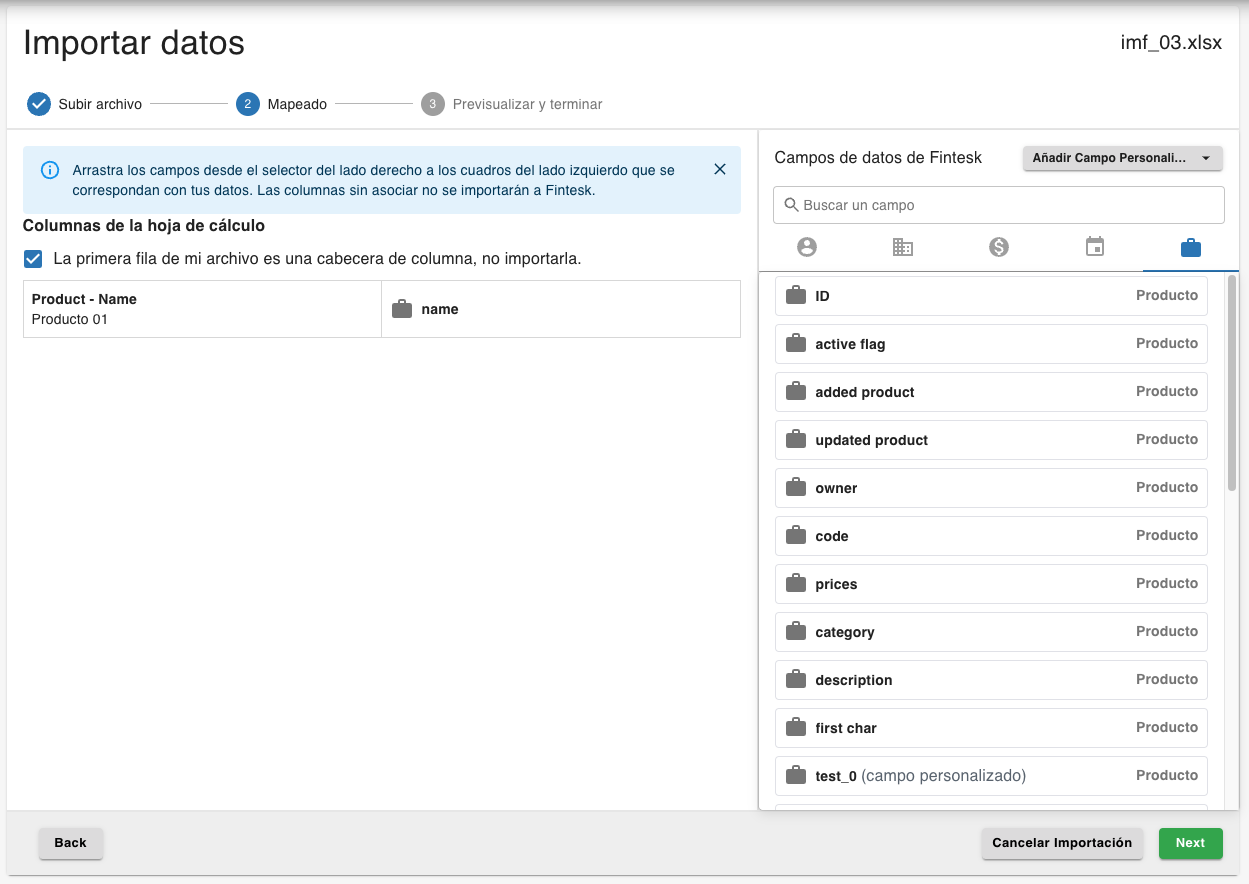 Importar datos
imf_03.xlsx
Subir archivo
2
Mapeado
3
Previsualizar y terminar
Arrastra los campos desde el selector del lado derecho a los cuadros del lado izquierdo que se
correspondan con tus datos. Las columnas sin asociar no se importarán a Fintesk.
Columnas de la hoja de cálculo
La primera fila de mi archivo es una cabecera de columna, no importarla.
Product - Name
Producto 01
name
Campos de datos de Fintesk
Añadir Campo Personali...
Buscar un campo
ID Producto
active flag Producto
added product Producto
updated product Producto
owner Producto
code Producto
prices Producto
category Producto
description Producto
first char Producto
test_0 (campo personalizado) Producto
Back
Cancelar Importación
Next